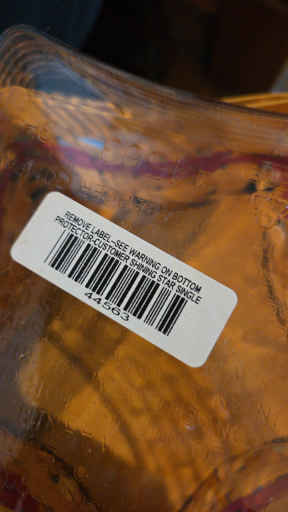 REMOVE LABEL-SEE WARNING ON BOTTOM
PROTECTOR-CUSTOMER SHINING STAR SINGLE
44563